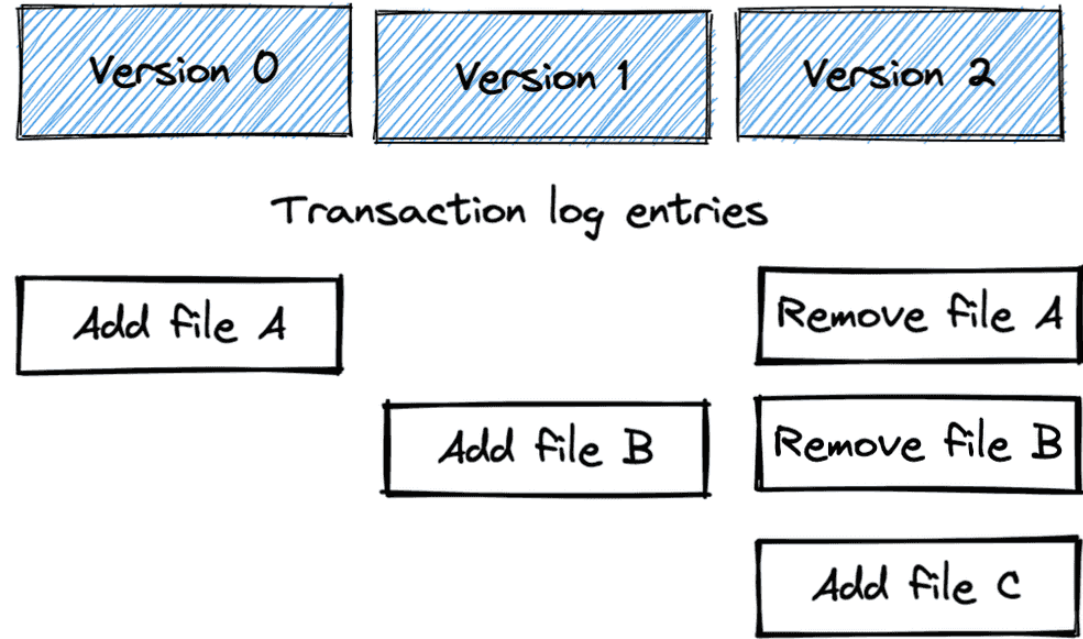 Version 0
Version 1
Version 2
Transaction log entries
Add file A
Remove file A
Add file B
Remove file B
Add file C